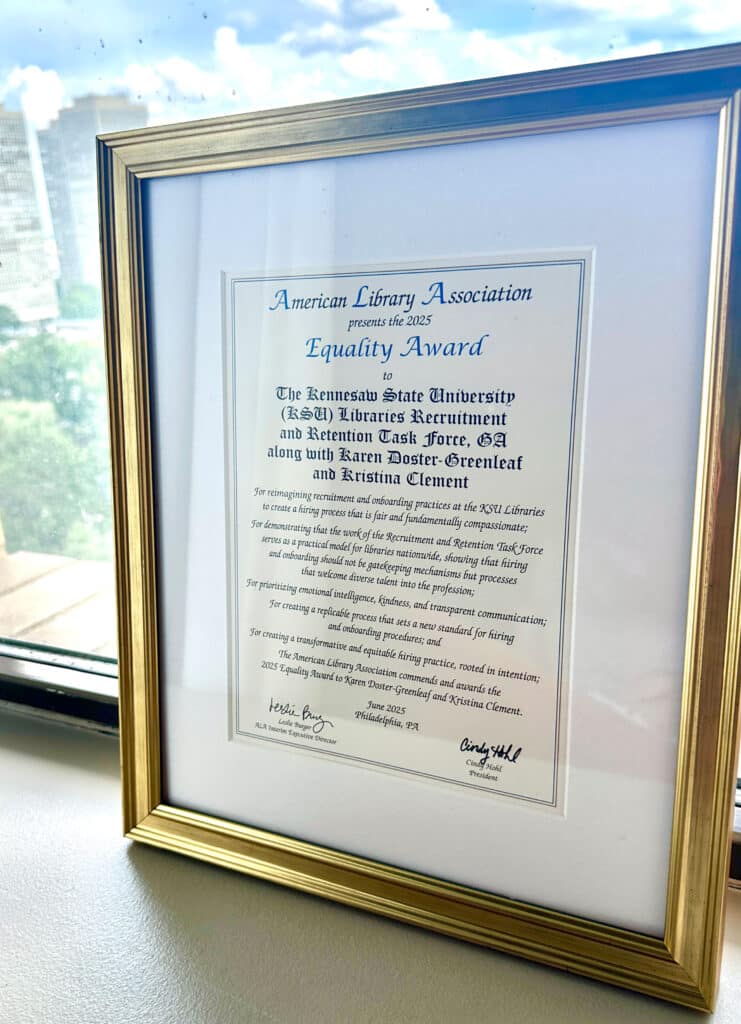 American Library Association
presents the 2025
Equality Award
to
The Kennesaw State University
(KSU) Libraries Recruitment
and Retention Task Force, GA
along with Karen Doster-Greenleaf
and Kristina Clement
For reimagining recruitment and onboarding practices at the KSU Libraries
to create a hiring process that is fair and fundamentally compassionate;
For demonstrating that the work of the Recruitment and Retention Task Force
serves as a practical model for libraries nationwide, showing that hiring
and onboarding should not be gatekeeping mechanisms but processes
that welcome diverse talent into the profession;
For prioritizing emotional intelligence, kindness, and transparent communication;
For creating a replicable process that sets a new standard for hiring
and onboarding procedures; and
For creating a transformative and equitable hiring practice, rooted in intention;
The American Library Association commends and awards the
2025 Equality Award to Karen Doster-Greenleaf and Kristina Clement.
June 2025
Philadelphia, PA
Leslie Burger
Leslie Burger
ALA Interim Executive Director
Cindy Hohl
Cindy Hohl
President